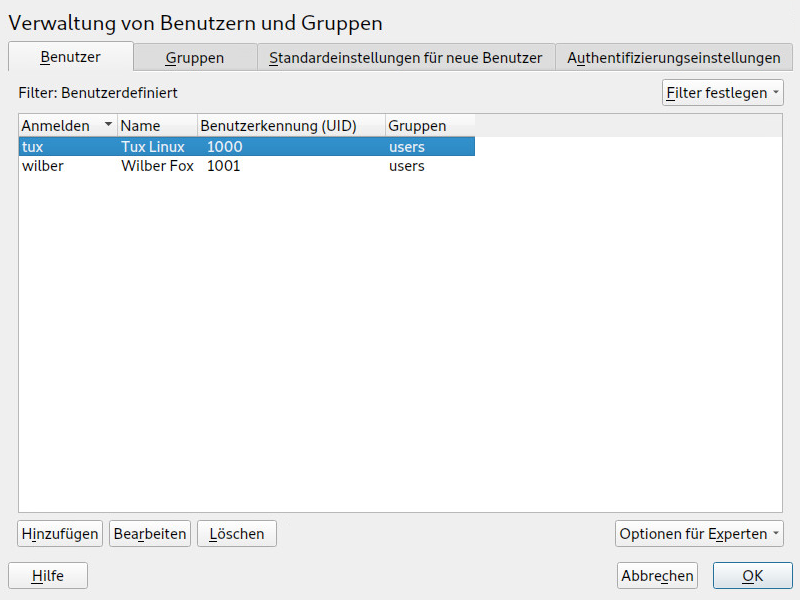 Verwaltung von Benutzern und Gruppen
Benutzer Gruppen Standardeinstellungen für neue Benutzer Authentifizierungseinstellungen
Filter: Benutzerdefiniert Filter festlegen
Anmelden Name Benutzerkennung (UID) Gruppen
tux Tux Linux 1000 users
wilber Wilber Fox 1001 users
Hinzufügen Bearbeiten Löschen Optionen für Experten
Hilfe Abbrechen OK